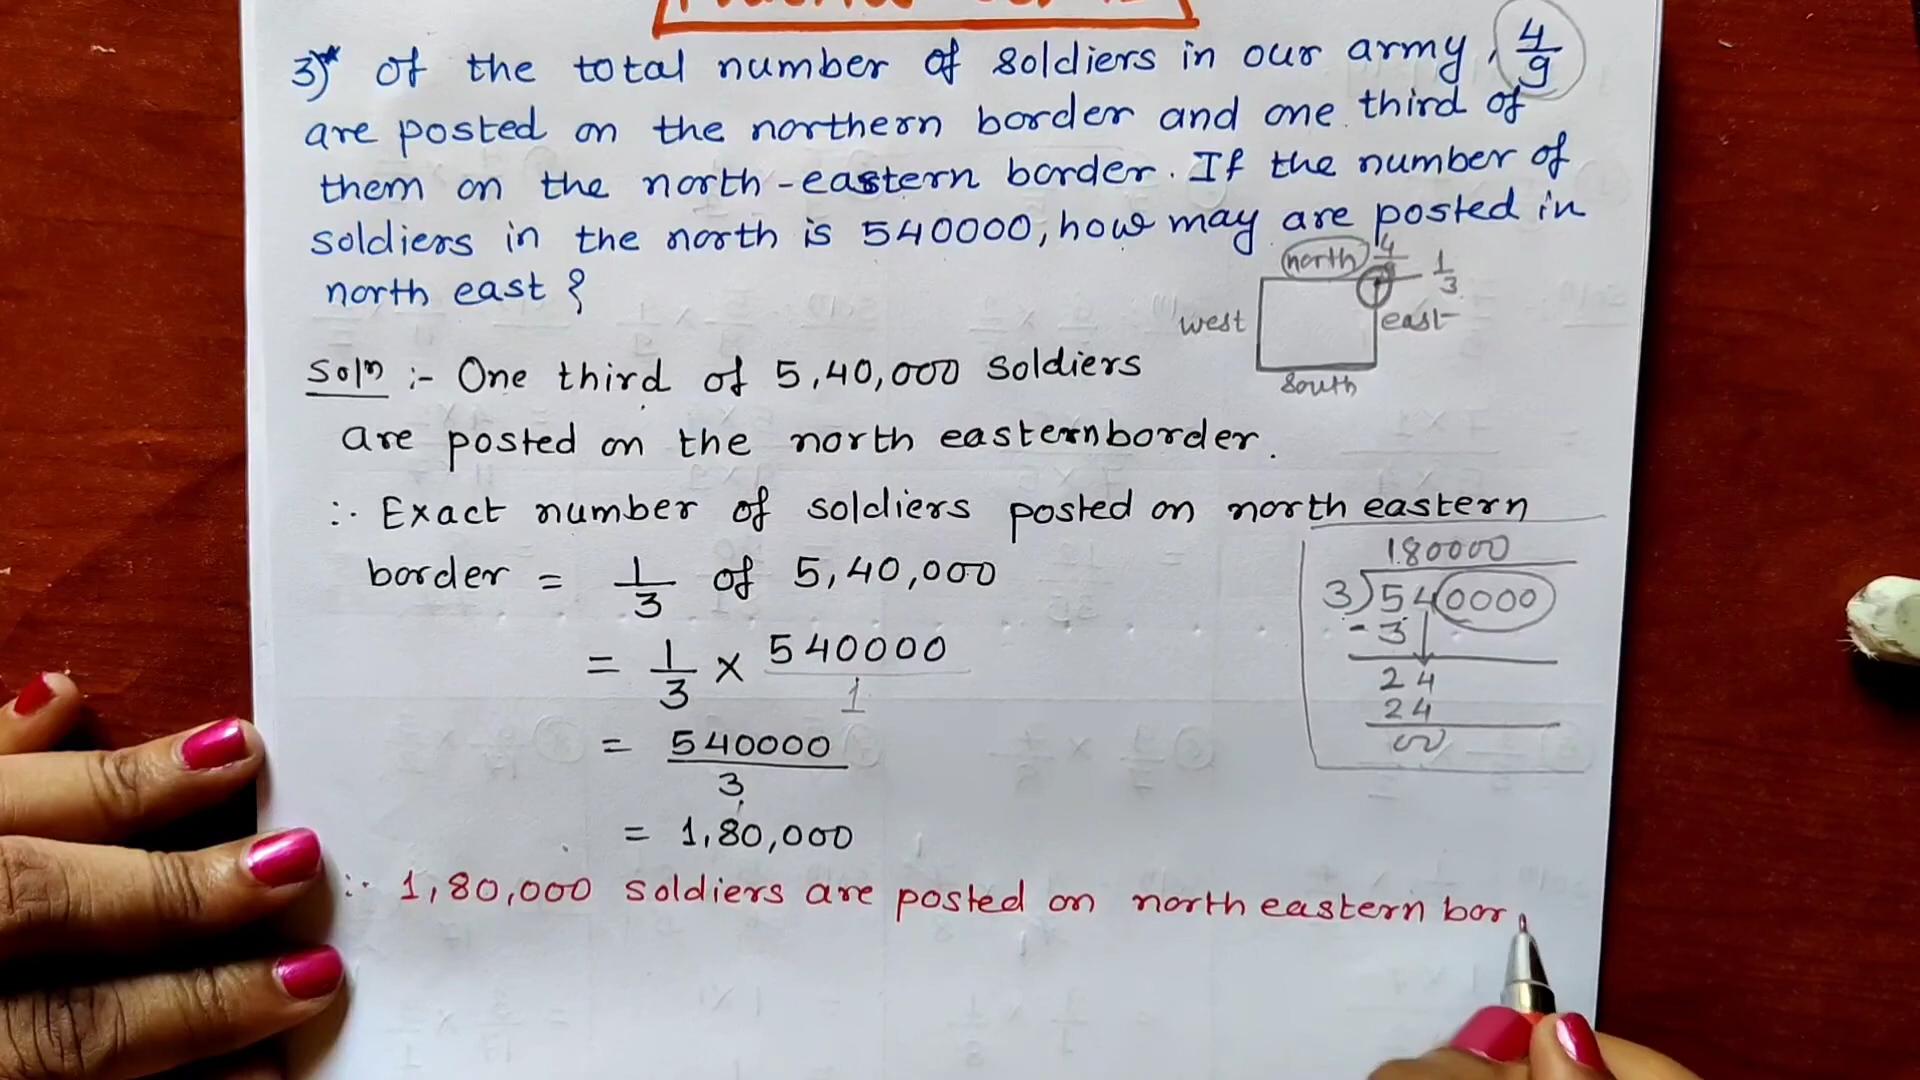 3)* of the total number of soldiers in our army, 4/9
are posted on the northern border and one third of
them on the north-eastern border. If the number of
soldiers in the north is 540000, how may are posted in
north east ?
north 4/9 1/3
west east
south
Soln :- One third of 5,40,000 soldiers
are posted on the north easternborder.
∴ Exact number of soldiers posted on north eastern
border = 1/3 of 5,40,000
= 1/3 × 540000/1
= 540000/3
= 1,80,000
180000
3)540000
-3
24
24
00
∴ 1,80,000 soldiers are posted on north eastern bor